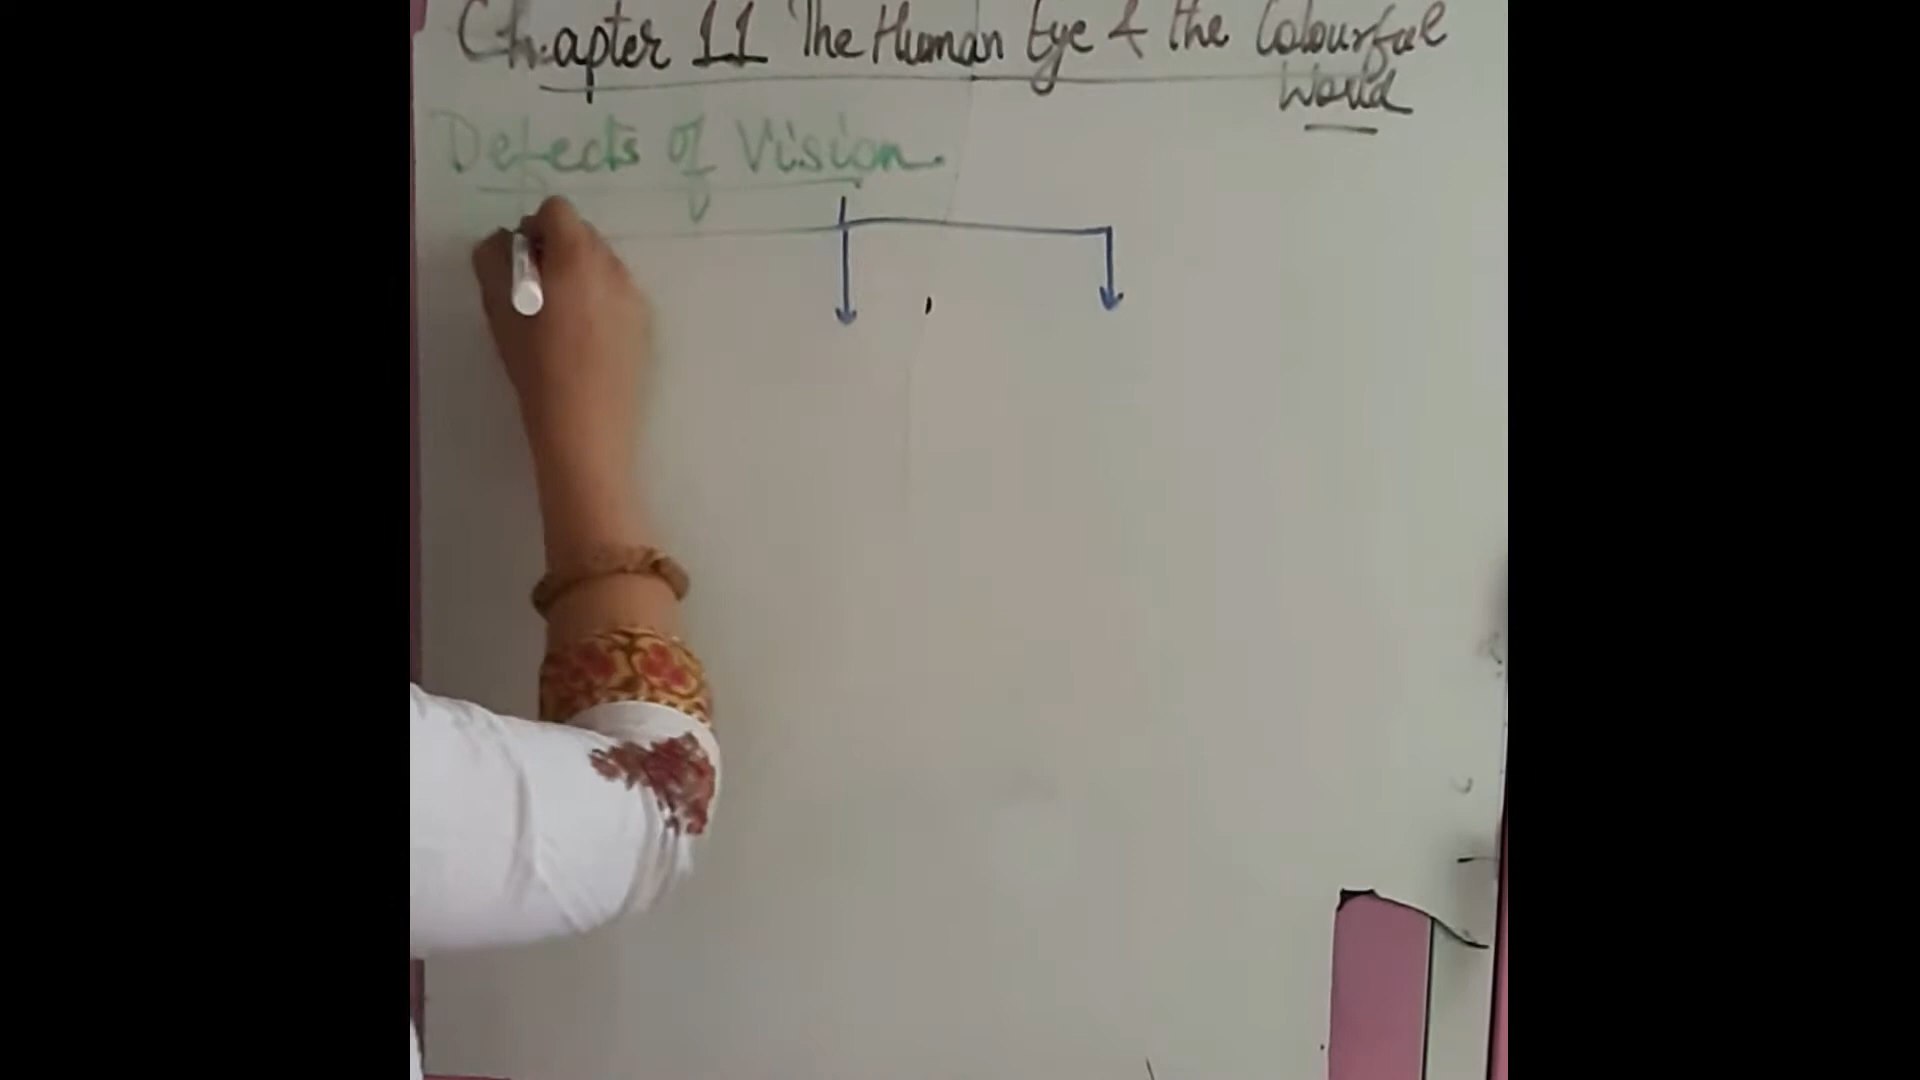 Chapter 11 The Human Eye & the Colourful
World
Defects of Vision.